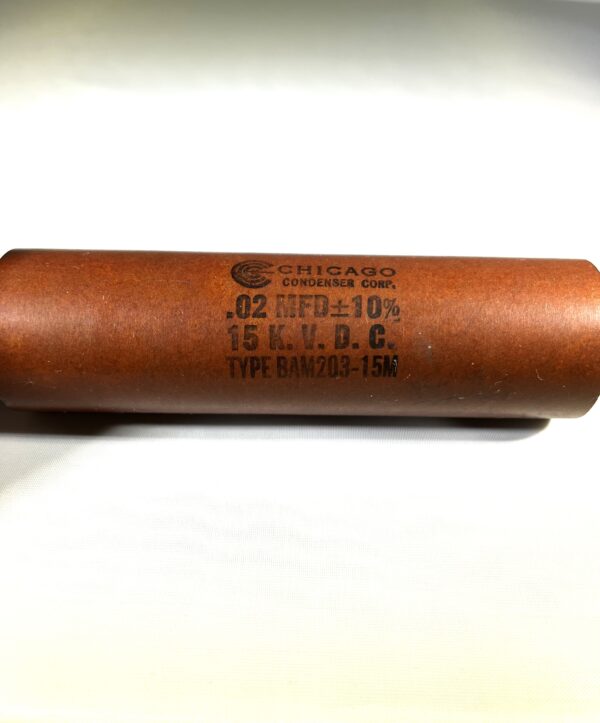 CHICAGO
CONDENSER CORP.
.02 MFD±10%
15 K. V. D. C.
TYPE BAM203-15M